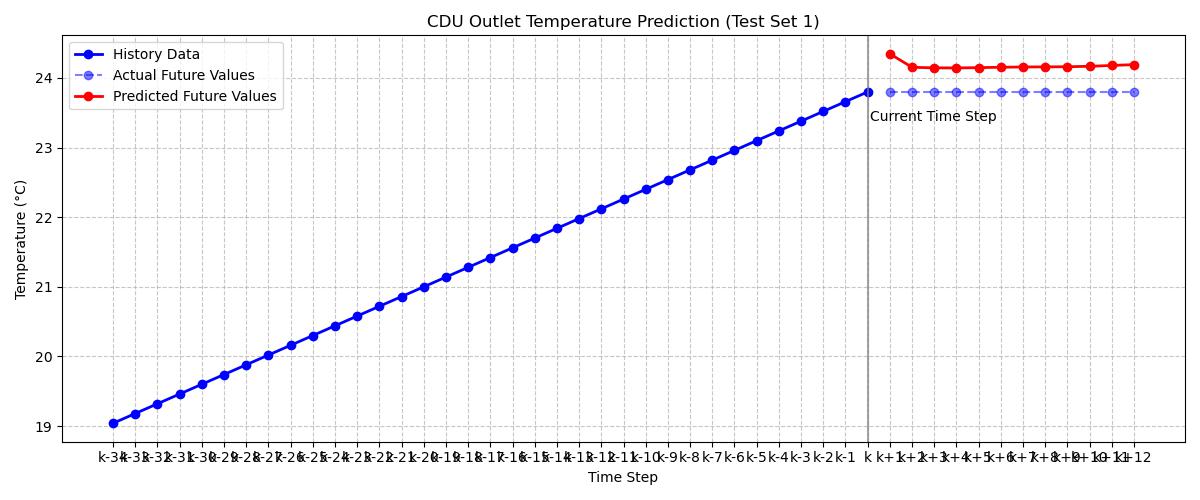 CDU Outlet Temperature Prediction (Test Set 1)
History Data
Actual Future Values
Predicted Future Values
Current Time Step
Temperature (°C)
24
23
22
21
20
19
k-34 k-33 k-32 k-31 k-30 k-29 k-28 k-27 k-26 k-25 k-24 k-23 k-22 k-21 k-20 k-19 k-18 k-17 k-16 k-15 k-14 k-13 k-12 k-11 k-10 k-9 k-8 k-7 k-6 k-5 k-4 k-3 k-2 k-1 k k+1 k+2 k+3 k+4 k+5 k+6 k+7 k+8 k+9 k+10 k+11 k+12
Time Step